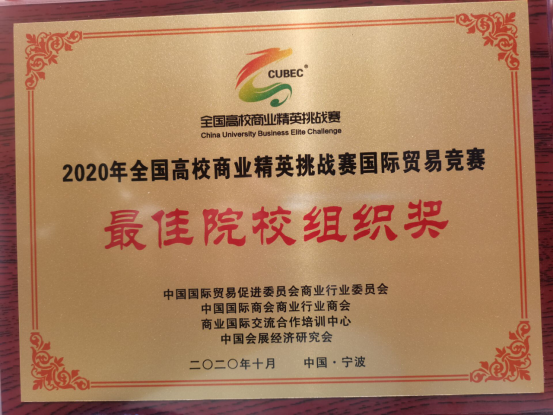 CUBEC®
全国高校商业精英挑战赛
China University Business Elite Challenge
2020年全国高校商业精英挑战赛国际贸易竞赛
最佳院校组织奖
中国国际贸易促进委员会商业行业委员会
中国国际商会商业行业商会
商业国际交流合作培训中心
中国会展经济研究会
二〇二〇年十月 中国·宁波